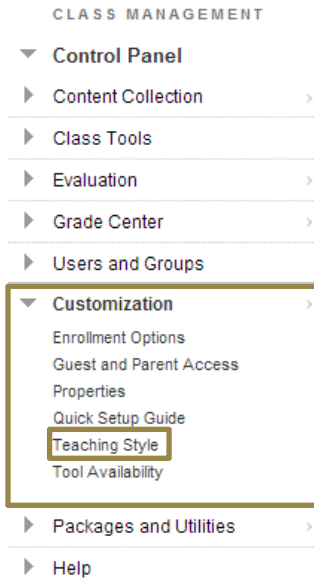 CLASS MANAGEMENT
Control Panel
Content Collection
Class Tools
Evaluation
Grade Center
Users and Groups
Customization
Enrollment Options
Guest and Parent Access
Properties
Quick Setup Guide
Teaching Style
Tool Availability
Packages and Utilities
Help